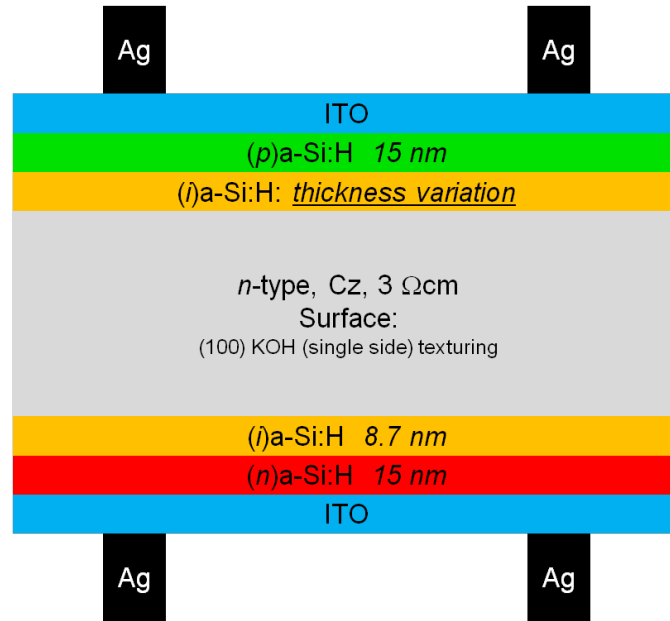 Ag Ag
ITO
(p)a-Si:H 15 nm
(i)a-Si:H: thickness variation
n-type, Cz, 3 Ωcm
Surface:
(100) KOH (single side) texturing
(i)a-Si:H 8.7 nm
(n)a-Si:H 15 nm
ITO
Ag Ag